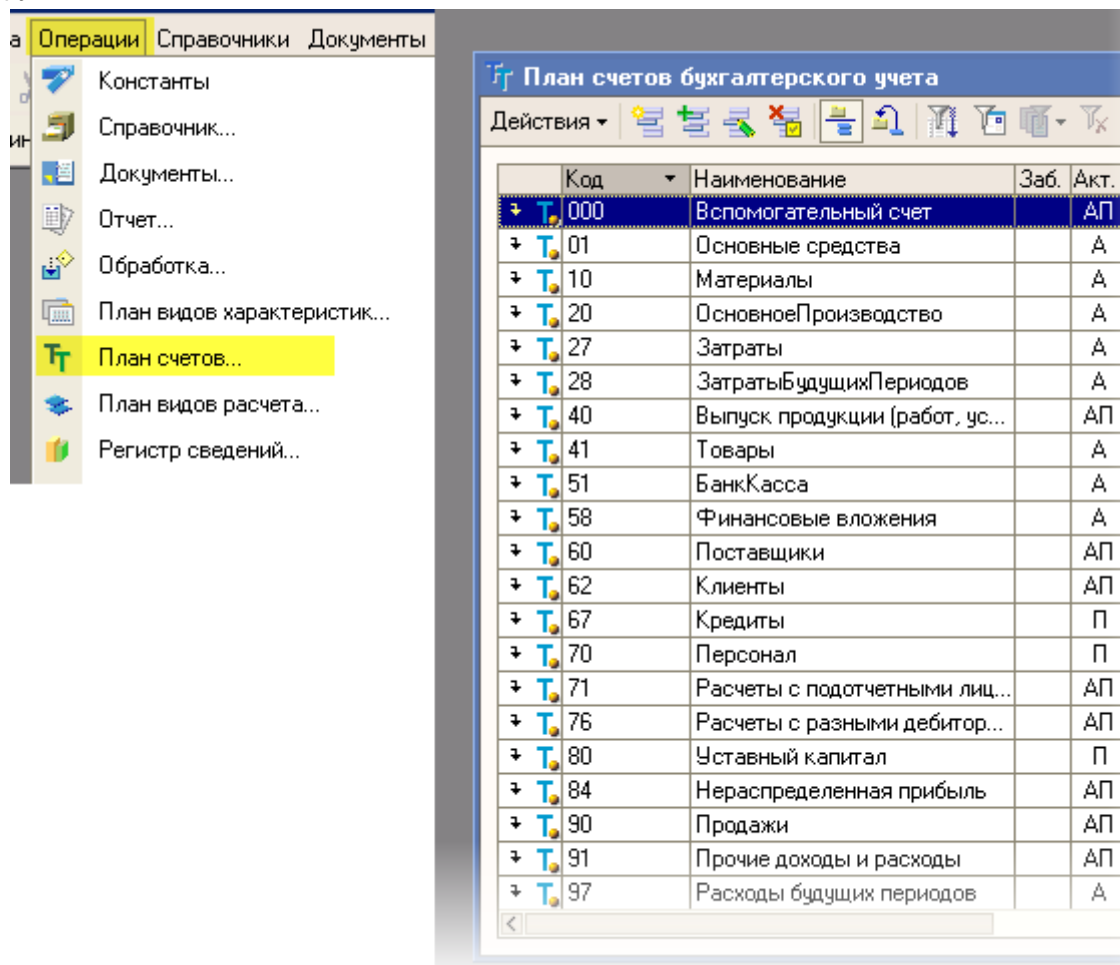 Операции Справочники Документы
Константы
Справочник...
Документы...
Отчет...
Обработка...
План видов характеристик...
План счетов...
План видов расчета...
Регистр сведений...
План счетов бухгалтерского учета
Действия
Код Наименование Заб. Акт.
000 Вспомогательный счет АП
01 Основные средства А
10 Материалы А
20 ОсновноеПроизводство А
27 Затраты А
28 ЗатратыБудущихПериодов А
40 Выпуск продукции (работ, ус... АП
41 Товары А
51 БанкКасса А
58 Финансовые вложения А
60 Поставщики АП
62 Клиенты АП
67 Кредиты П
70 Персонал П
71 Расчеты с подотчетными лиц... АП
76 Расчеты с разными дебитор... АП
80 Уставный капитал П
84 Нераспределенная прибыль АП
90 Продажи АП
91 Прочие доходы и расходы АП
97 Расходы будущих периодов А